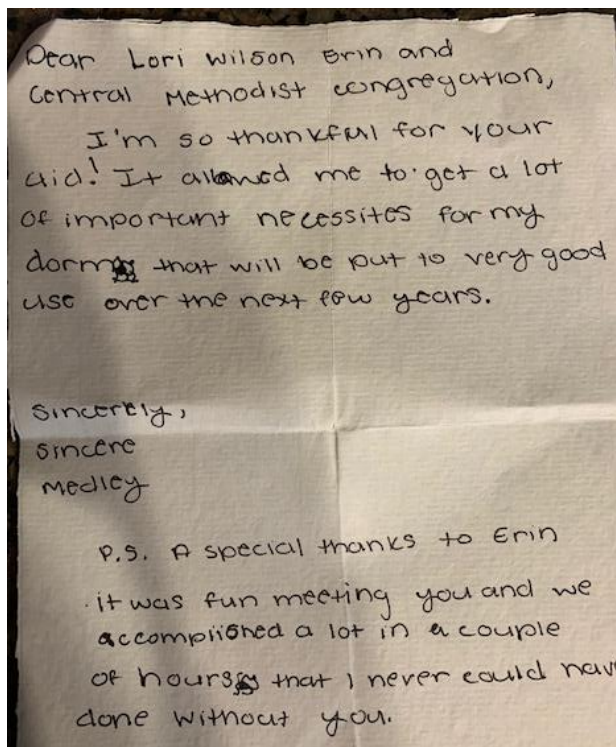 Dear Lori Wilson Erin and
Central Methodist congregation,
I'm so thankful for your
aid! It allowed me to get a lot
of important necessites for my
dorm that will be put to very good
use over the next few years.
Sincerely,
Sincere
Medley
P.S. A special thanks to Erin
it was fun meeting you and we
accomplished a lot in a couple
of hours that I never could have
done without you.